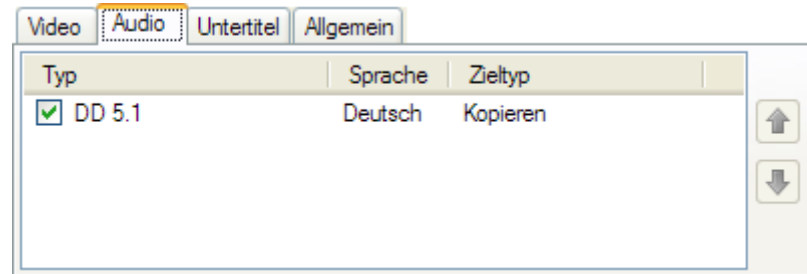 Video Audio Untertitel Allgemein
Typ Sprache Zieltyp
DD 5.1 Deutsch Kopieren